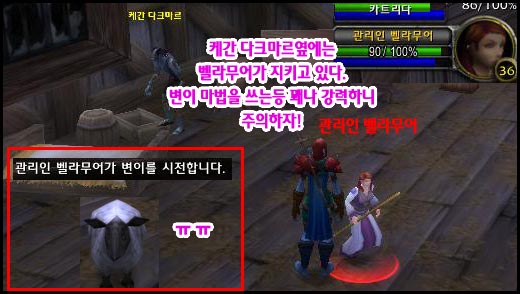 케간 다크마르
86/100%
카트리다
관리인 벨라무어
90/100%
36
케간 다크마르옆에는
벨라무어가 지키고 있다.
변이 마법을 쓰는등 꽤나 강력하니
주의하자!
관리인 벨라무어
관리인 벨라무어가 변이를 시전합니다.
ㅠㅠ